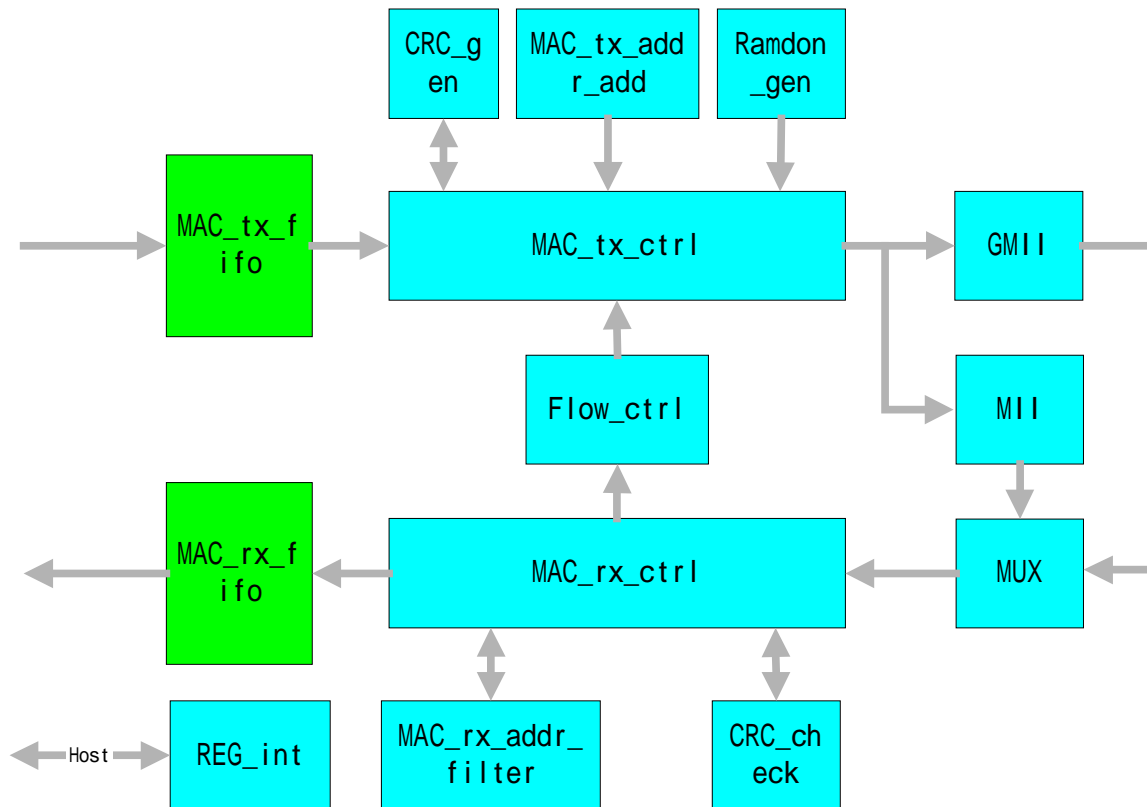 CRC_g
en
MAC_tx_add
r_add
Ramdon
_gen
MAC_tx_f
ifo
MAC_tx_ctrl
GMII
Flow_ctrl
MII
MAC_rx_f
ifo
MAC_rx_ctrl
MUX
Host
REG_int
MAC_rx_addr_
filter
CRC_ch
eck